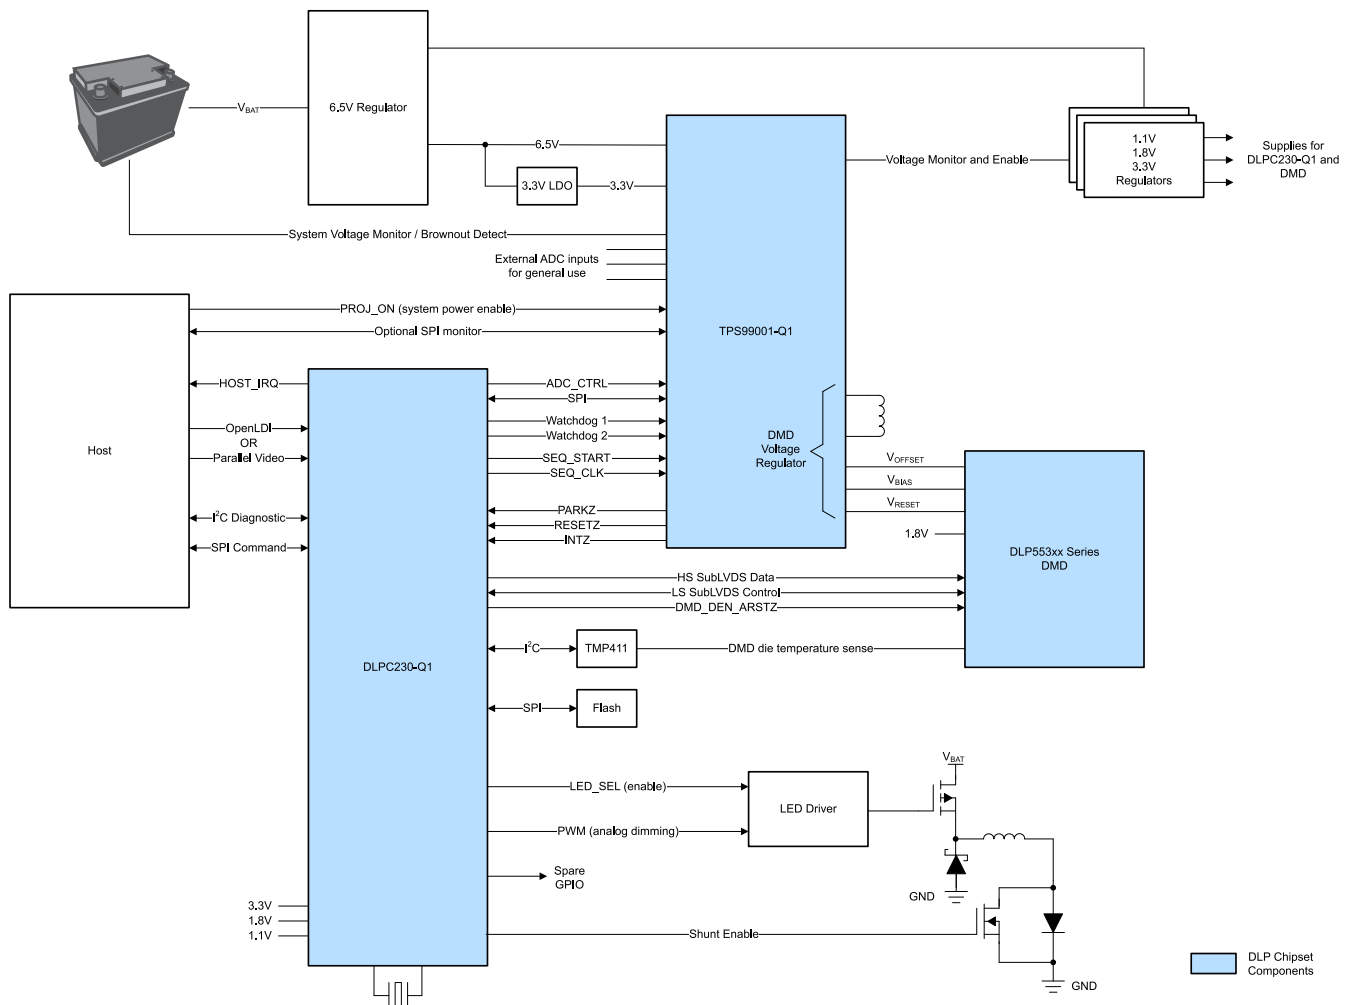 V_BAT
6.5V Regulator
6.5V
3.3V LDO
3.3V
Voltage Monitor and Enable
1.1V
1.8V
3.3V
Regulators
Supplies for
DLPC230-Q1 and
DMD
System Voltage Monitor / Brownout Detect
External ADC inputs
for general use
PROJ_ON (system power enable)
Optional SPI monitor
TPS99001-Q1
Host
HOST_IRQ
OpenLDI
OR
Parallel Video
I²C Diagnostic
SPI Command
DLPC230-Q1
ADC_CTRL
SPI
Watchdog 1
Watchdog 2
SEQ_START
SEQ_CLK
PARKZ
RESETZ
INTZ
DMD
Voltage
Regulator
V_OFFSET
V_BIAS
V_RESET
1.8V
DLP553xx Series
DMD
HS SubLVDS Data
LS SubLVDS Control
DMD_DEN_ARSTZ
I²C
TMP411
DMD die temperature sense
SPI
Flash
LED_SEL (enable)
PWM (analog dimming)
LED Driver
V_BAT
GND
Spare
GPIO
3.3V
1.8V
1.1V
Shunt Enable
GND
DLP Chipset
Components